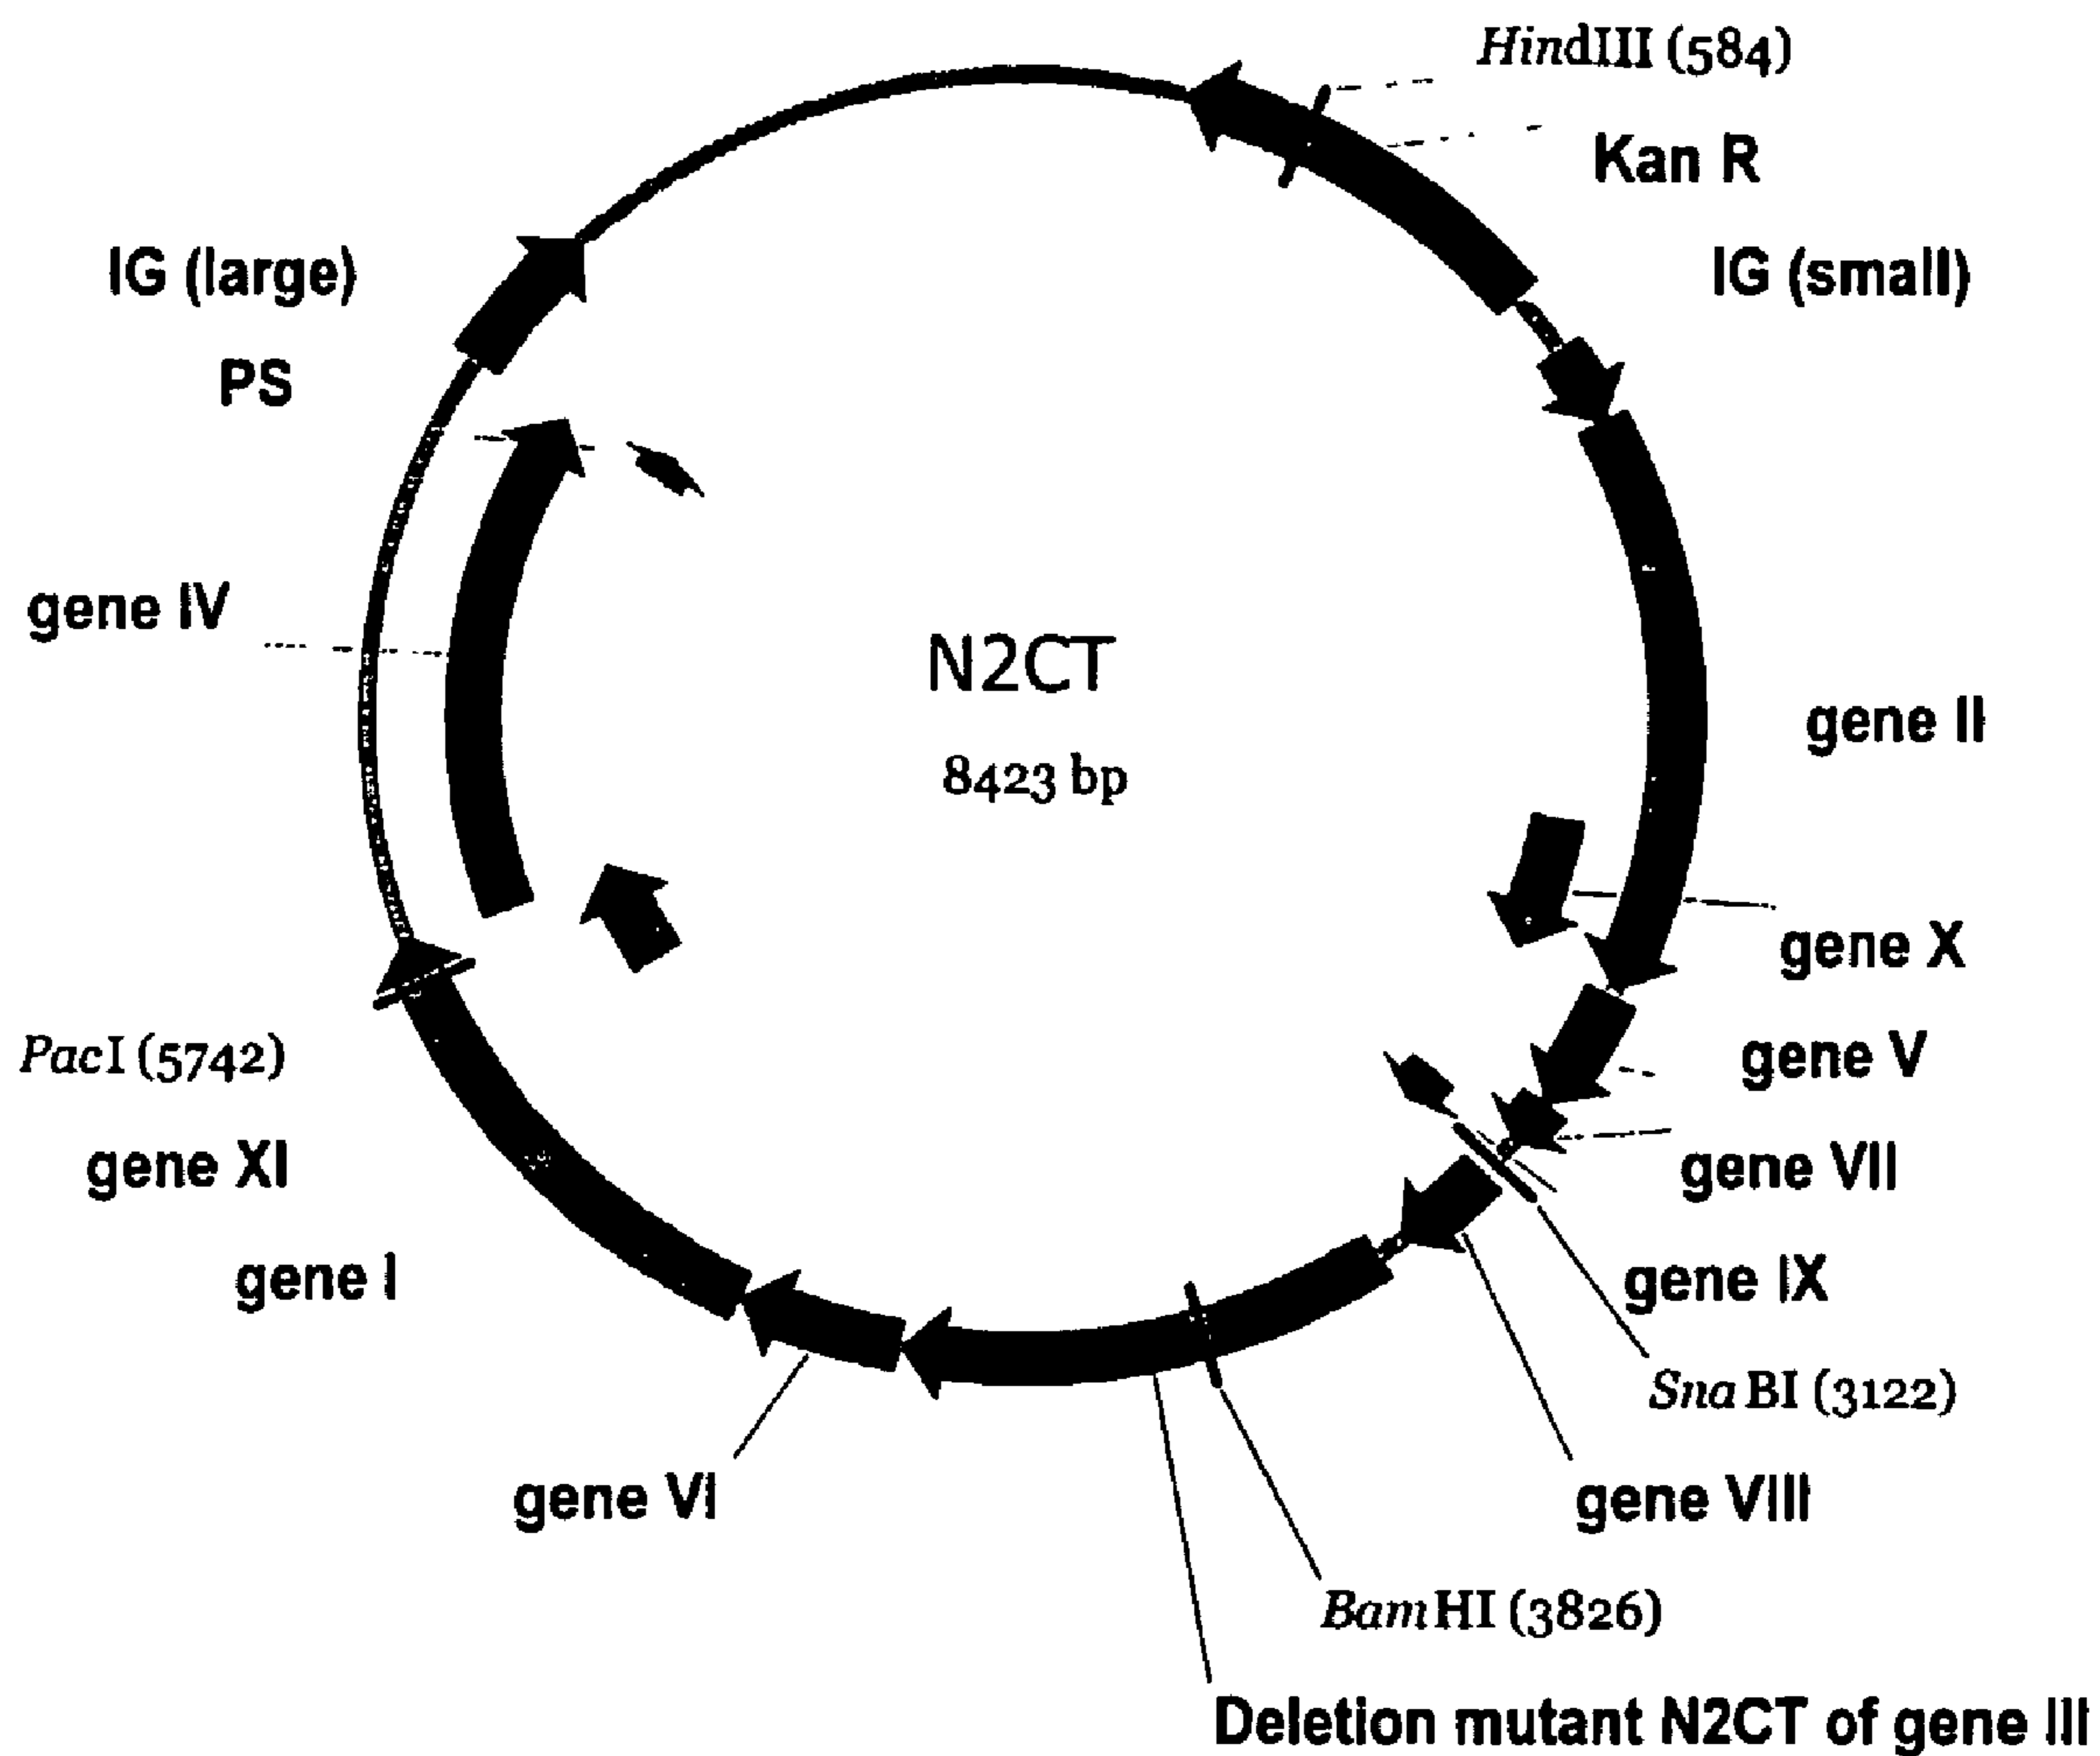 HindIII (584)
Kan R
IG (small)
IG (large)
PS
gene IV
N2CT
8423 bp
gene II
gene X
gene V
gene VII
gene IX
SnaBI (3122)
gene VIII
BamHI (3826)
Deletion mutant N2CT of gene III
gene VI
gene I
gene XI
PacI (5742)